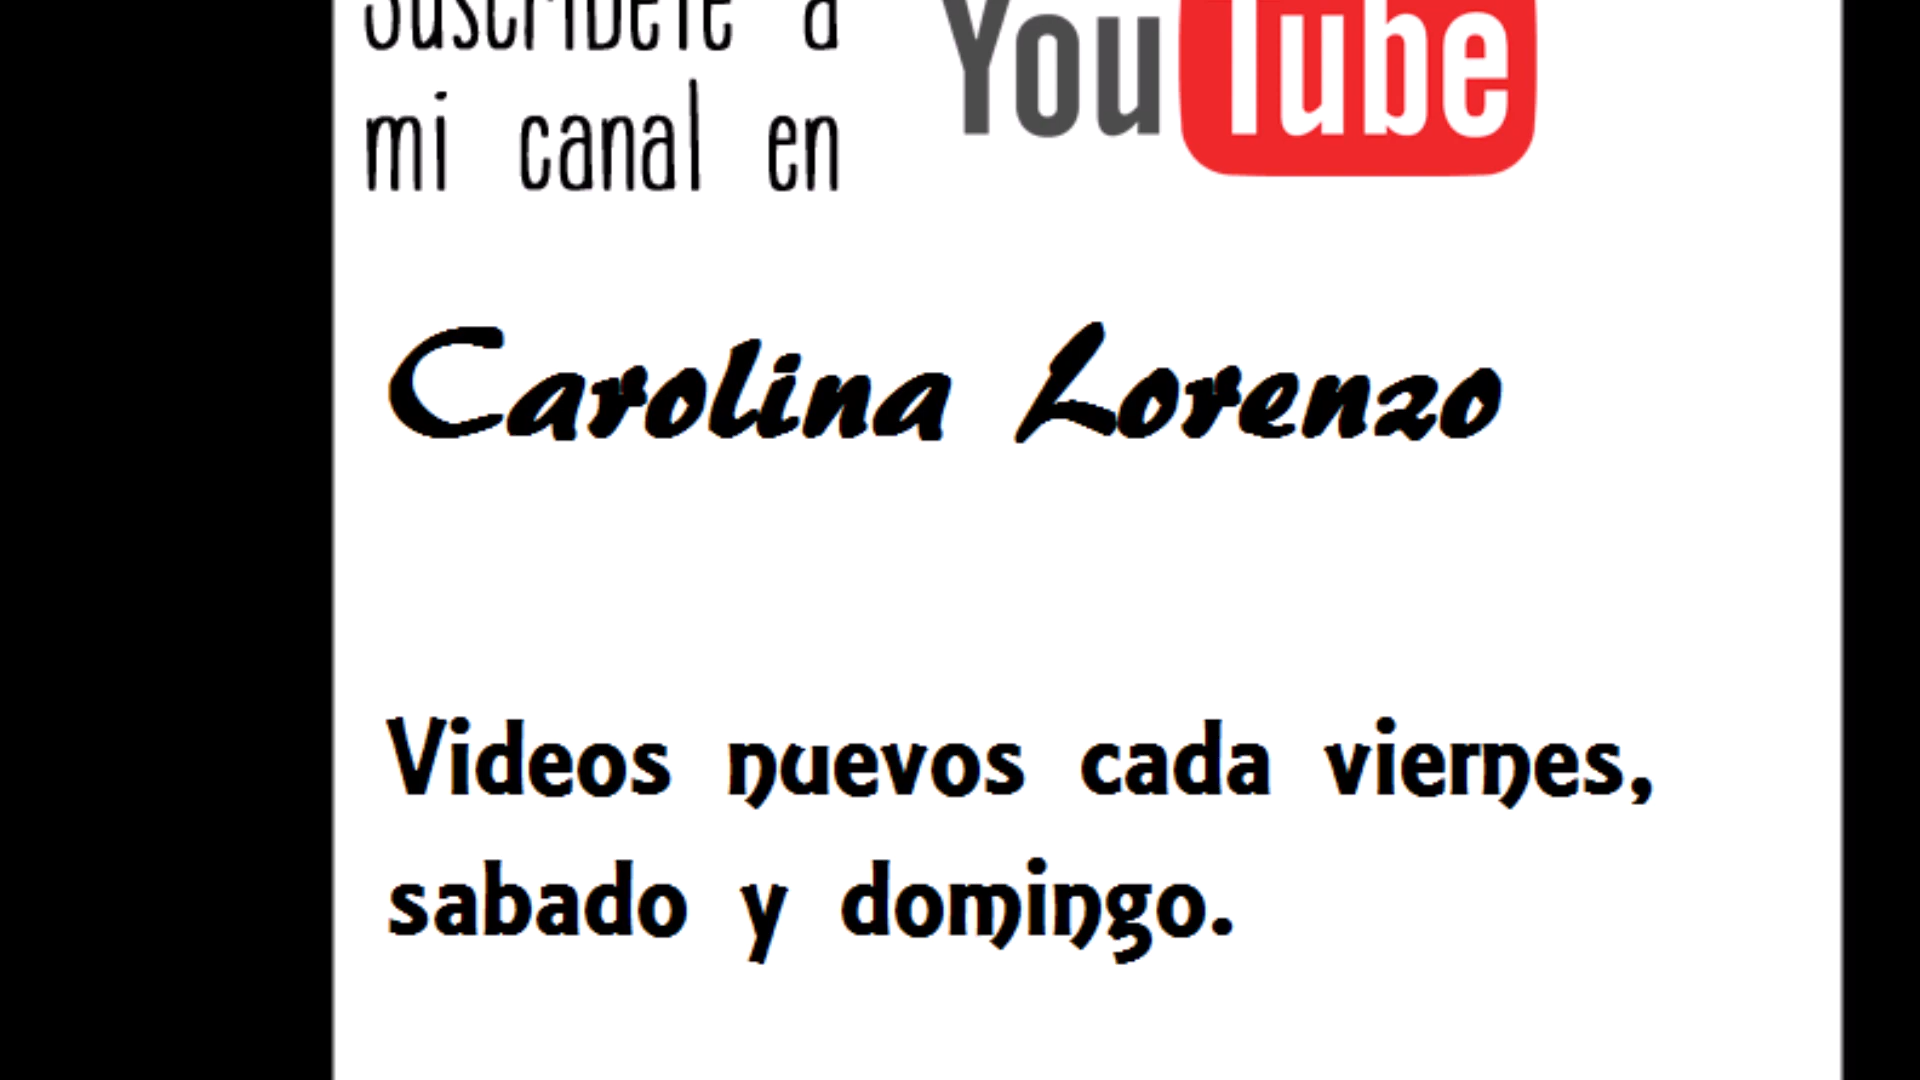 Suscribete a YouTube
mi canal en
Carolina Lorenzo
Videos nuevos cada viernes,
sabado y domingo.